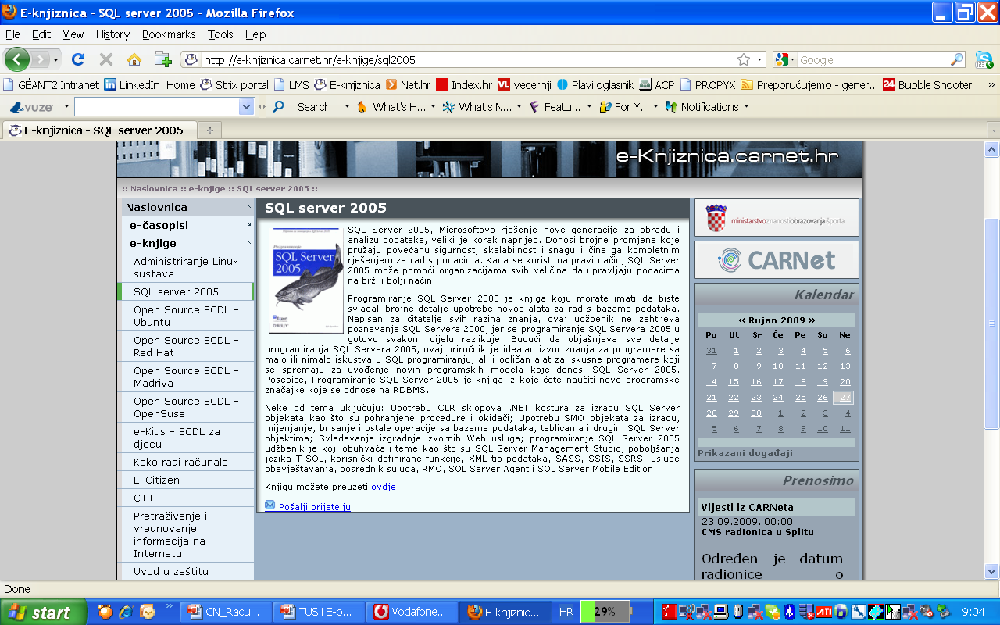 E-knjiznica - SQL server 2005 - Mozilla Firefox
File Edit View History Bookmarks Tools Help
http://e-knjiznica.carnet.hr/e-knjige/sql2005
Google
GÉANT2 Intranet LinkedIn: Home Strix portal LMS E-knjiznica Net.hr Index.hr VL vecernji Plavi oglasnik ACP PROPYX Preporučujemo - gener... 24 Bubble Shooter »
vuze Search What's H... What's N... Featu... For Y... Notifications
E-knjiznica - SQL server 2005
e-Knjiznica.carnet.hr
:: Naslovnica :: e-knjige :: SQL server 2005 ::
Naslovnica
e-časopisi
e-knjige
Administriranje Linux
sustava
SQL server 2005
Open Source ECDL -
Ubuntu
Open Source ECDL -
Red Hat
Open Source ECDL -
Madriva
Open Source ECDL -
OpenSuse
e-Kids - ECDL za
djecu
Kako radi računalo
E-Citizen
C++
Pretraživanje i
vrednovanje
informacija na
Internetu
Uvod u zaštitu
SQL server 2005
Programiranje
SQL Server
2005
O'REILLY
SQL Server 2005, Microsoftovo rješenje nove generacije za obradu i
analizu podataka, veliki je korak naprijed. Donosi brojne promjene koje
pružaju povećanu sigurnost, skalabilnost i snagu i čine ga kompletnim
rješenjem za rad s podacima. Kada se koristi na pravi način, SQL Server
2005 može pomoći organizacijama svih veličina da upravljaju podacima
na brži i bolji način.
Programiranje SQL Server 2005 je knjiga koju morate imati da biste
svladali brojne detalje upotrebe novog alata za rad s bazama podataka.
Napisan za čitatelje svih razina znanja, ovaj udžbenik ne zahtijeva
poznavanje SQL Servera 2000, jer se programiranje SQL Servera 2005 u
gotovo svakom dijelu razlikuje. Budući da objašnjava sve detalje
programiranja SQL Servera 2005, ovaj priručnik je idealan izvor znanja za programere sa
malo ili nimalo iskustva u SQL programiranju, ali i odličan alat za iskusne programere koji
se spremaju za uvođenje novih programskih modela koje donosi SQL Server 2005.
Posebice, Programiranje SQL Server 2005 je knjiga iz koje ćete naučiti nove programske
značajke koje se odnose na RDBMS.
Neke od tema uključuju: Upotrebu CLR sklopova .NET kostura za izradu SQL Server
objekata kao što su pohranjene procedure i okidači; Upotrebu SMO objekata za izradu,
mijenjanje, brisanje i ostale operacije sa bazama podataka, tablicama i drugim SQL Server
objektima; Svladavanje izgradnje izvornih Web usluga; programiranje SQL Server 2005
udžbenik je koji obuhvaća i teme kao što su SQL Server Management Studio, poboljšanja
jezika T-SQL, korisnički definirane funkcije, XML tip podataka, SASS, SSIS, SSRS, usluge
obavještavanja, posrednik suluga, RMO, SQL Server Agent i SQL Server Mobile Edition.
Knjigu možete preuzeti ovdje.
Pošalji prijatelju
ministarstvoznanostiobrazovanjaišporta
CARNet
Kalendar
« Rujan 2009 »
Po Ut Sr Če Pe Su Ne
31 1 2 3 4 5 6
7 8 9 10 11 12 13
14 15 16 17 18 19 20
21 22 23 24 25 26 27
28 29 30 1 2 3 4
5 6 7 8 9 10 11
Prikazani događaji
Prenosimo
Vijesti iz CARNeta
23.09.2009. 00:00
CMS radionica u Splitu
Određen je datum
radionice o
Done
start » CN_Racu... TUS i E-o... Vodafone... E-knjiznic... HR 29% ATI 9:04